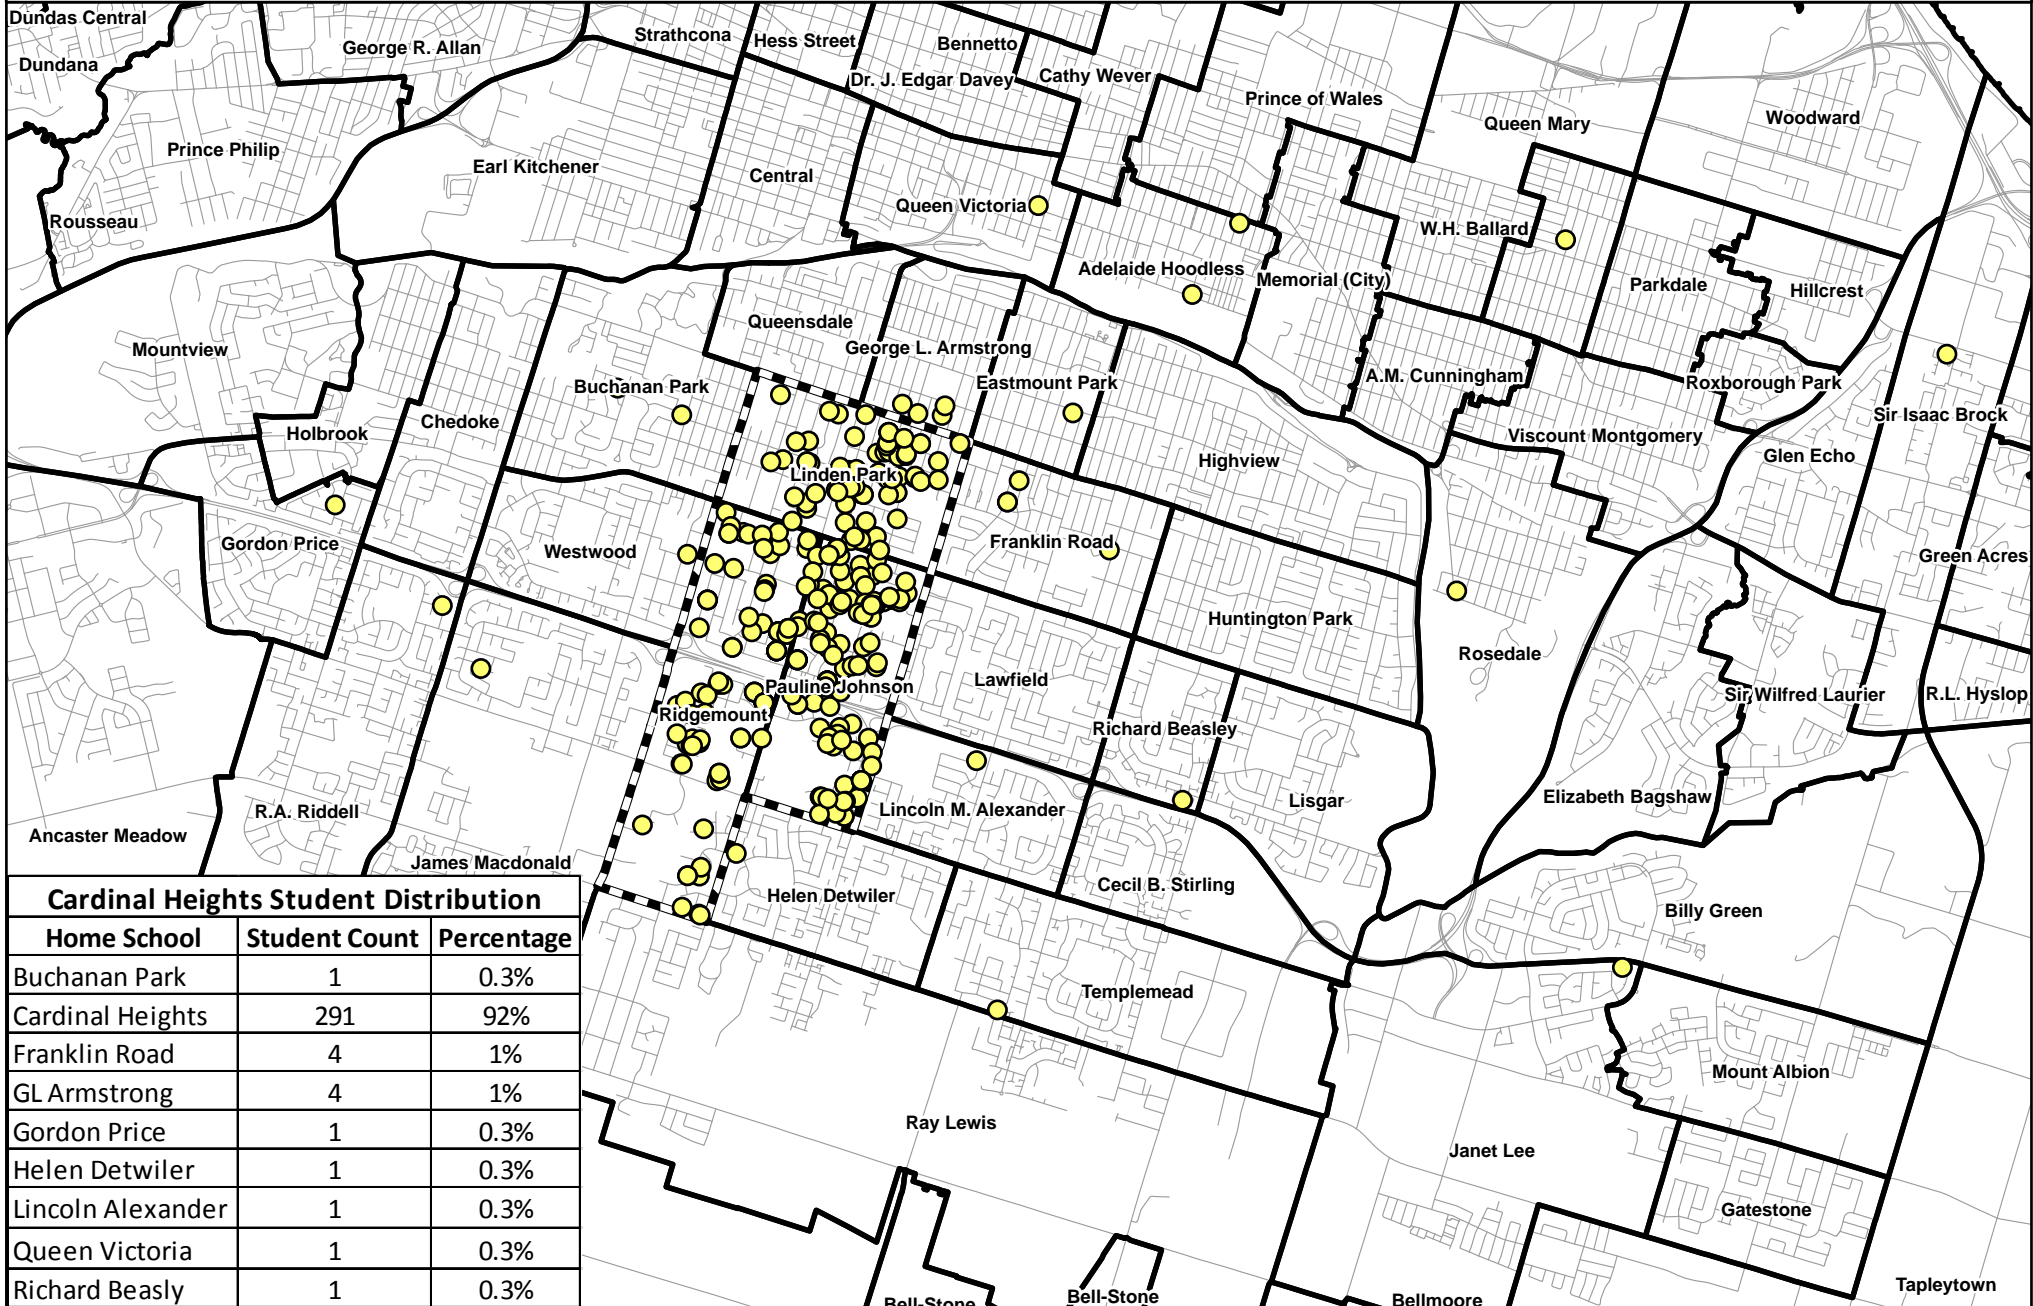 Dundas Central
Dundana
George R. Allan
Strathcona
Hess Street
Bennetto
Dr. J. Edgar Davey
Cathy Wever
Prince of Wales
Queen Mary
Woodward
Prince Philip
Earl Kitchener
Central
Queen Victoria
Rousseau
W.H. Ballard
Adelaide Hoodless
Memorial (City)
Parkdale
Hillcrest
Mountview
Queensdale
George L. Armstrong
Buchanan Park
Eastmount Park
A.M. Cunningham
Roxborough Park
Sir Isaac Brock
Holbrook
Chedoke
Linden Park
Highview
Viscount Montgomery
Glen Echo
Gordon Price
Westwood
Franklin Road
Green Acres
Huntington Park
Rosedale
Lawfield
Pauline Johnson
Ridgemount
Richard Beasley
Sir Wilfred Laurier
R.L. Hyslop
Ancaster Meadow
R.A. Riddell
James Macdonald
Lincoln M. Alexander
Lisgar
Elizabeth Bagshaw
Helen Detwiler
Cecil B. Stirling
Billy Green
Templemead
Mount Albion
Ray Lewis
Janet Lee
Gatestone
Tapleytown
Bell-Stone
Bell-Stone
Bellmoore
Cardinal Heights Student Distribution
Home School Student Count Percentage
Buchanan Park 1 0.3%
Cardinal Heights 291 92%
Franklin Road 4 1%
GL Armstrong 4 1%
Gordon Price 1 0.3%
Helen Detwiler 1 0.3%
Lincoln Alexander 1 0.3%
Queen Victoria 1 0.3%
Richard Beasly 1 0.3%